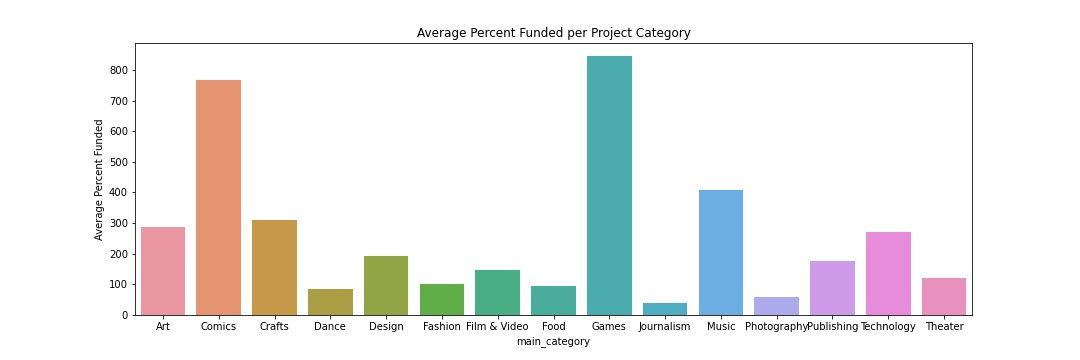 Average Percent Funded per Project Category
Average Percent Funded
800
700
600
500
400
300
200
100
0
Art Comics Crafts Dance Design Fashion Film & Video Food Games Journalism Music Photography Publishing Technology Theater
main_category